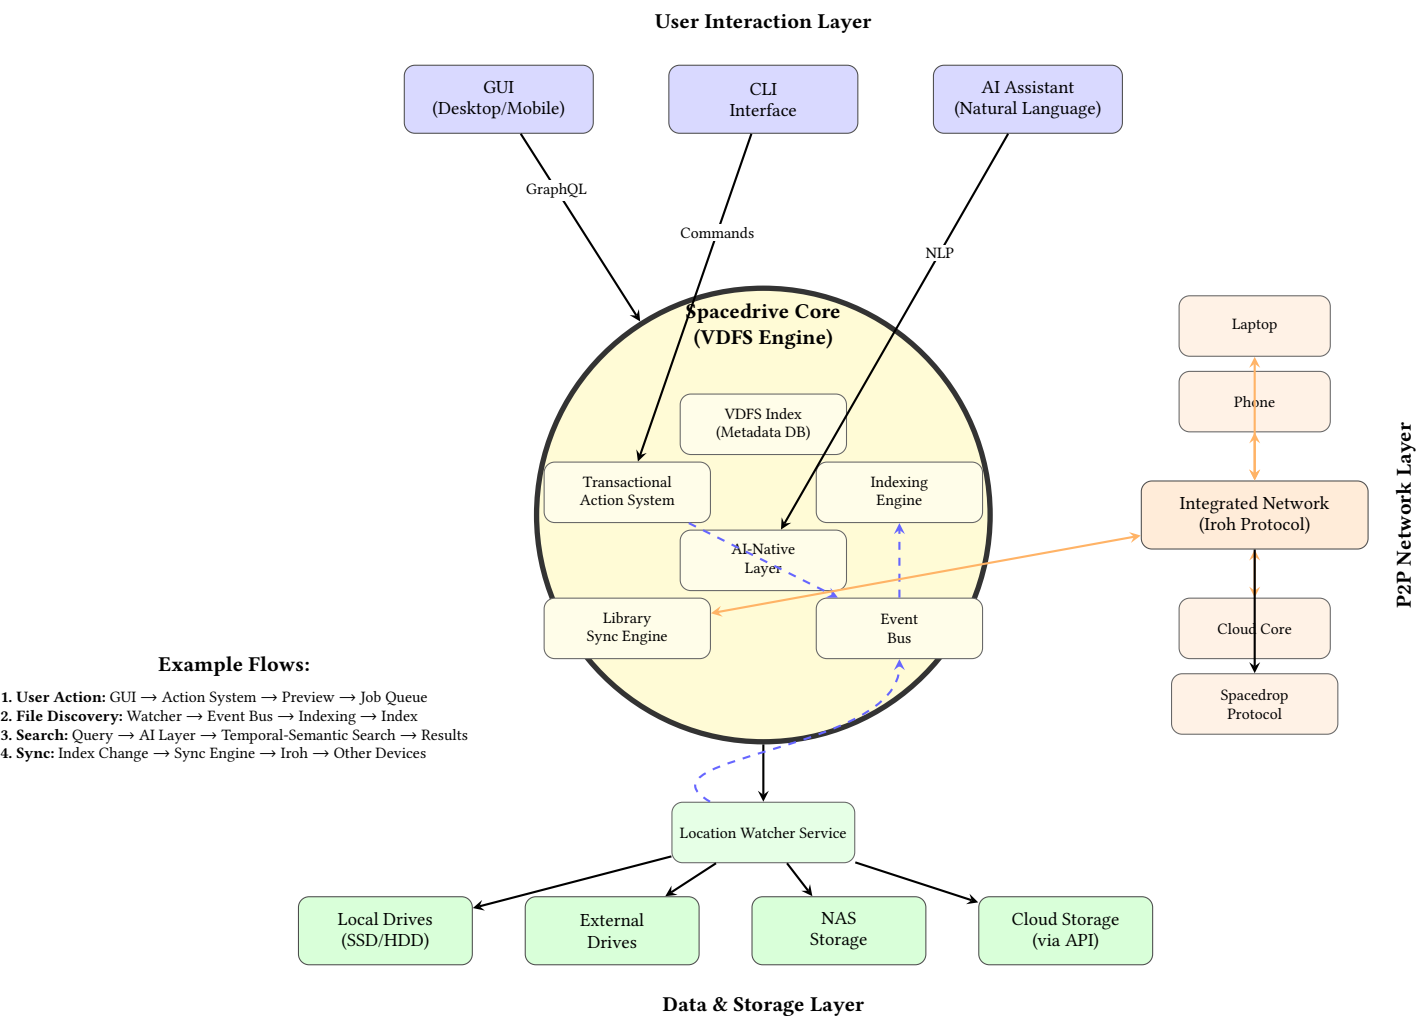 User Interaction Layer
GUI
(Desktop/Mobile)
CLI
Interface
AI Assistant
(Natural Language)
GraphQL
Commands
NLP
Spacedrive Core
(VDFS Engine)
VDFS Index
(Metadata DB)
Transactional
Action System
Indexing
Engine
AI-Native
Layer
Library
Sync Engine
Event
Bus
Laptop
Phone
Integrated Network
(Iroh Protocol)
Cloud Core
Spacedrop
Protocol
P2P Network Layer
Example Flows:
1. User Action: GUI → Action System → Preview → Job Queue
2. File Discovery: Watcher → Event Bus → Indexing → Index
3. Search: Query → AI Layer → Temporal-Semantic Search → Results
4. Sync: Index Change → Sync Engine → Iroh → Other Devices
Location Watcher Service
Local Drives
(SSD/HDD)
External
Drives
NAS
Storage
Cloud Storage
(via API)
Data & Storage Layer